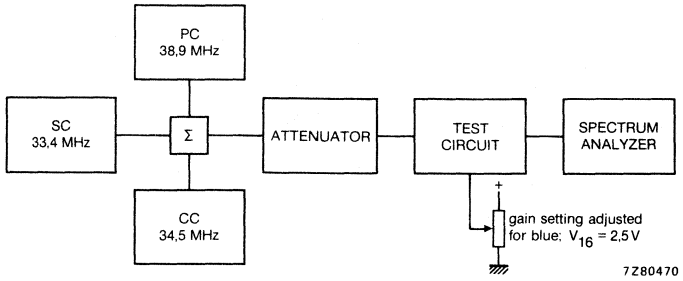 PC
38,9 MHz
SC
33,4 MHz
Σ
ATTENUATOR
TEST
CIRCUIT
SPECTRUM
ANALYZER
CC
34,5 MHz
+
gain setting adjusted
for blue; V16 = 2,5 V
7Z80470